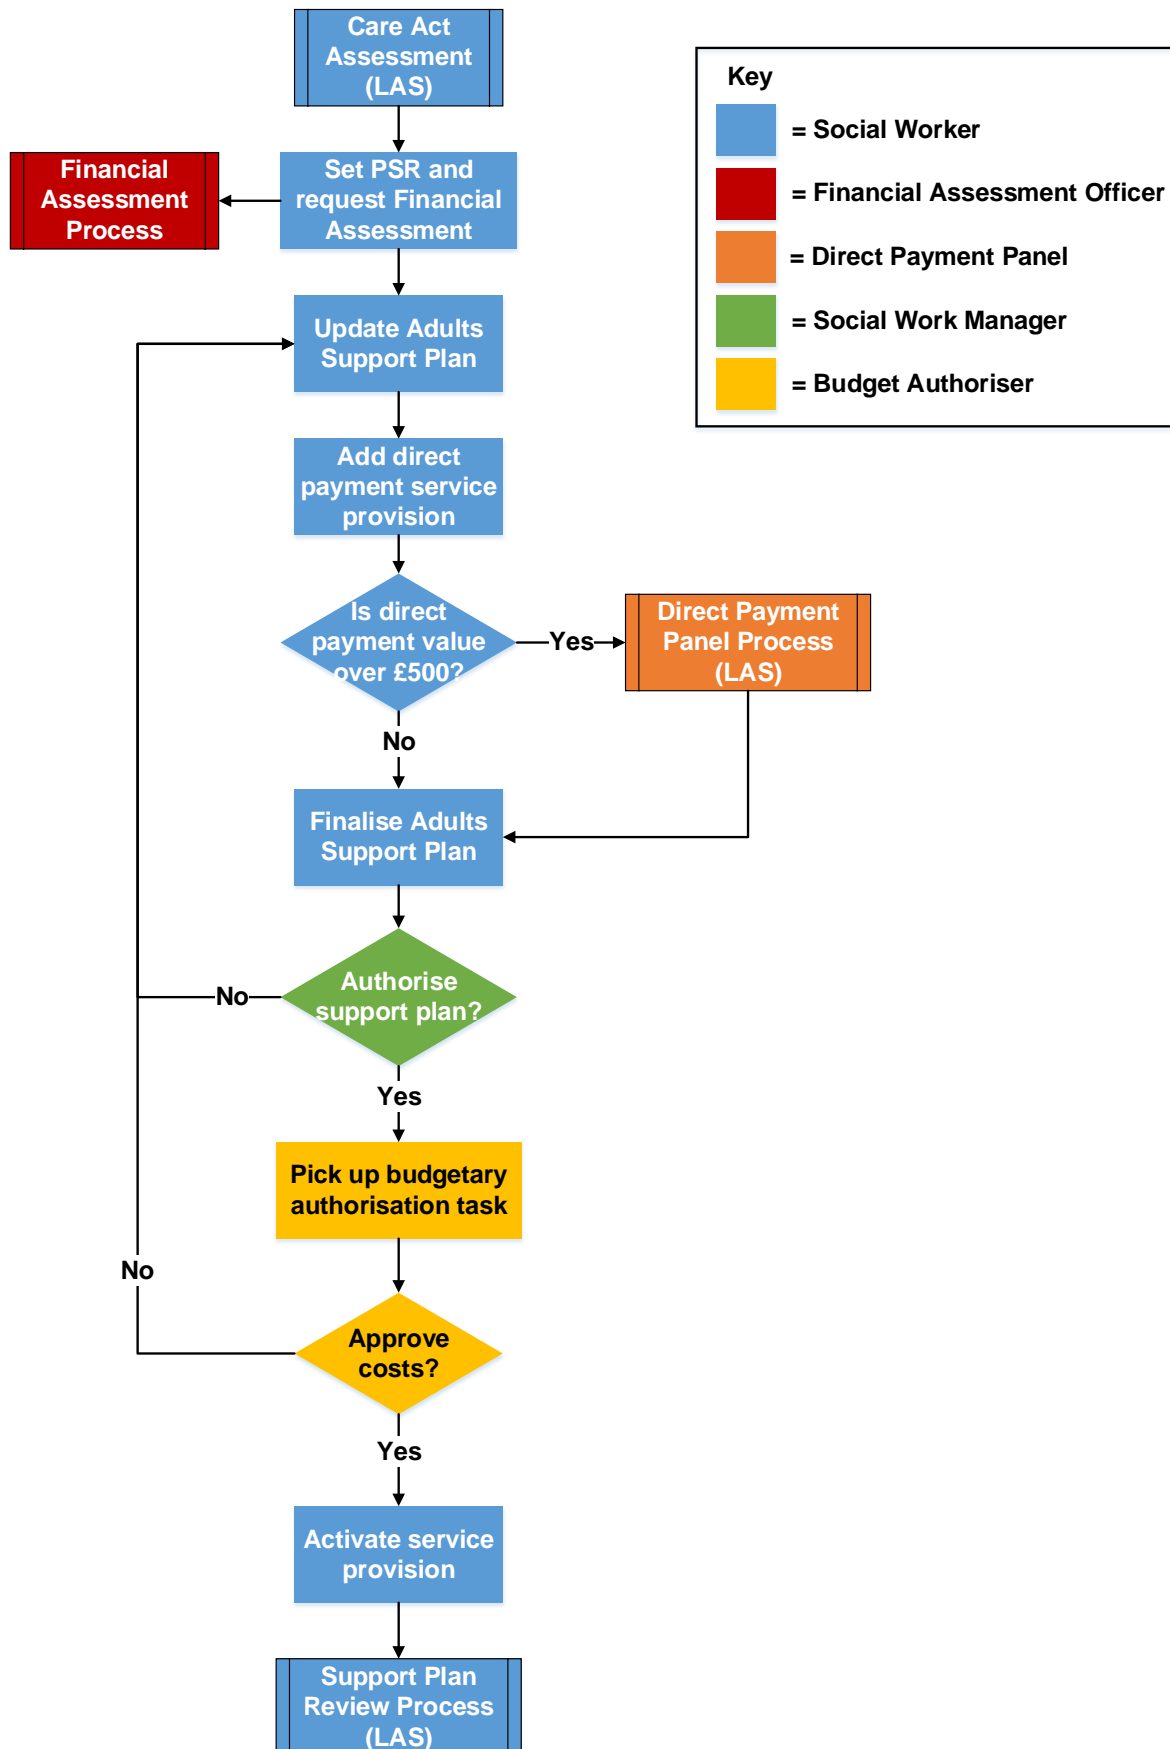 Care Act
Assessment
(LAS)
Key
= Social Worker
= Financial Assessment Officer
= Direct Payment Panel
= Social Work Manager
= Budget Authoriser
Financial
Assessment
Process
Set PSR and
request Financial
Assessment
Update Adults
Support Plan
Add direct
payment service
provision
Is direct
payment value
over £500?
Yes
Direct Payment
Panel Process
(LAS)
No
Finalise Adults
Support Plan
Authorise
support plan?
No
Yes
Pick up budgetary
authorisation task
No
Approve
costs?
Yes
Activate service
provision
Support Plan
Review Process
(LAS)